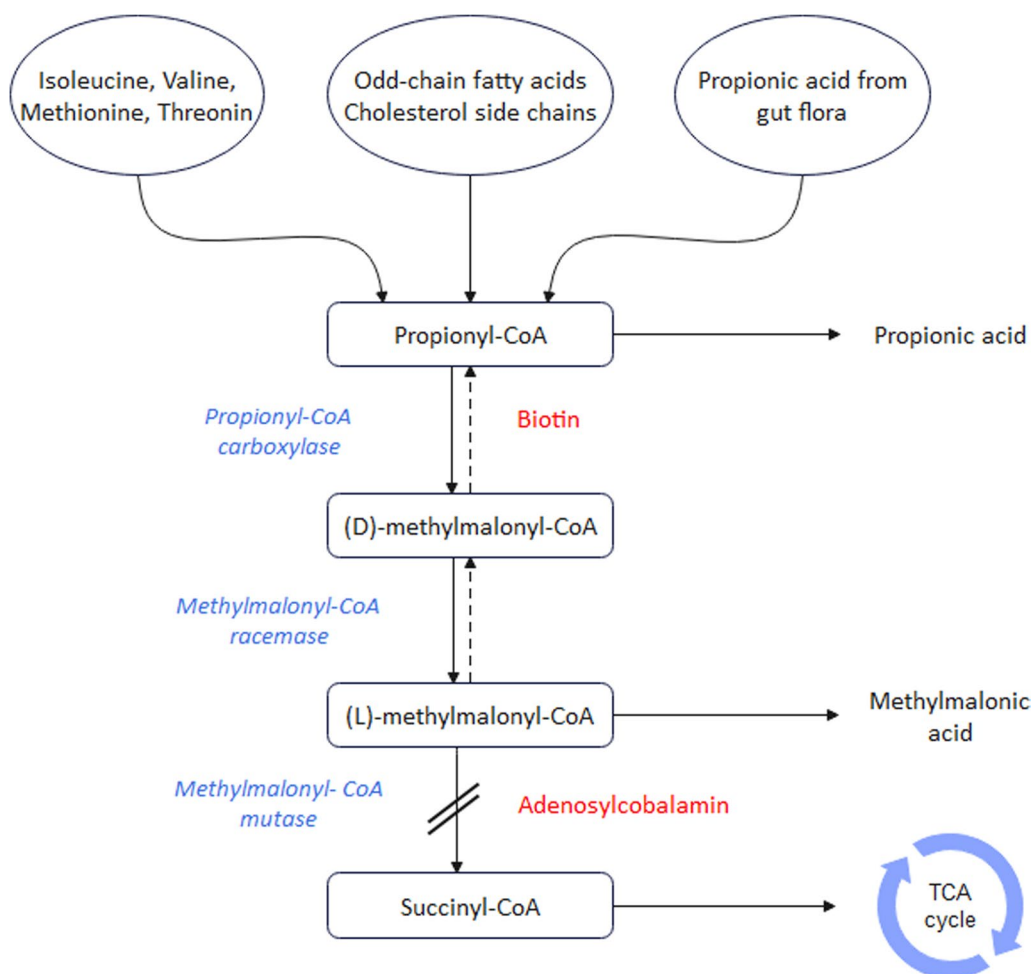 Isoleucine, Valine,
Methionine, Threonin
Odd-chain fatty acids
Cholesterol side chains
Propionic acid from
gut flora
Propionyl-CoA
Propionic acid
Propionyl-CoA
carboxylase
Biotin
(D)-methylmalonyl-CoA
Methylmalonyl-CoA
racemase
(L)-methylmalonyl-CoA
Methylmalonic
acid
Methylmalonyl- CoA
mutase
Adenosylcobalamin
Succinyl-CoA
TCA
cycle